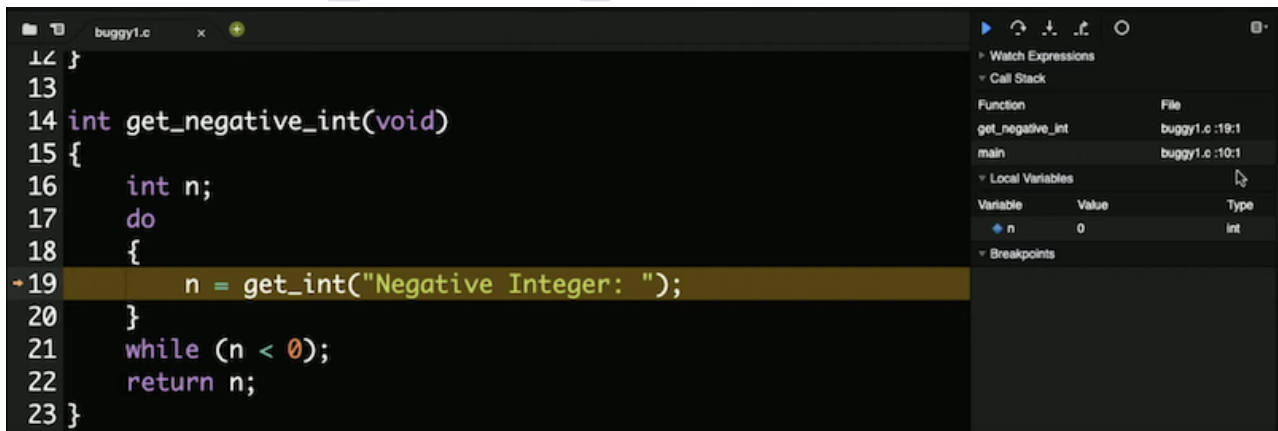 buggy1.c x
12 }
13
14 int get_negative_int(void)
15 {
16 int n;
17 do
18 {
19 n = get_int("Negative Integer: ");
20 }
21 while (n < 0);
22 return n;
23 }
Watch Expressions
Call Stack
Function File
get_negative_int buggy1.c :19:1
main buggy1.c :10:1
Local Variables
Variable Value Type
n 0 int
Breakpoints